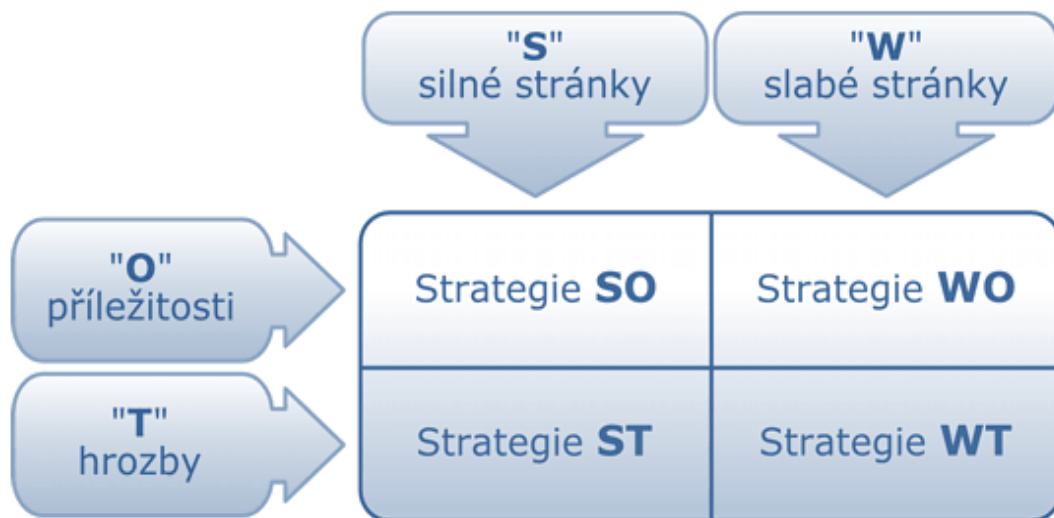 "S"
silné stránky
"W"
slabé stránky
"O"
příležitosti
Strategie SO
Strategie WO
"T"
hrozby
Strategie ST
Strategie WT